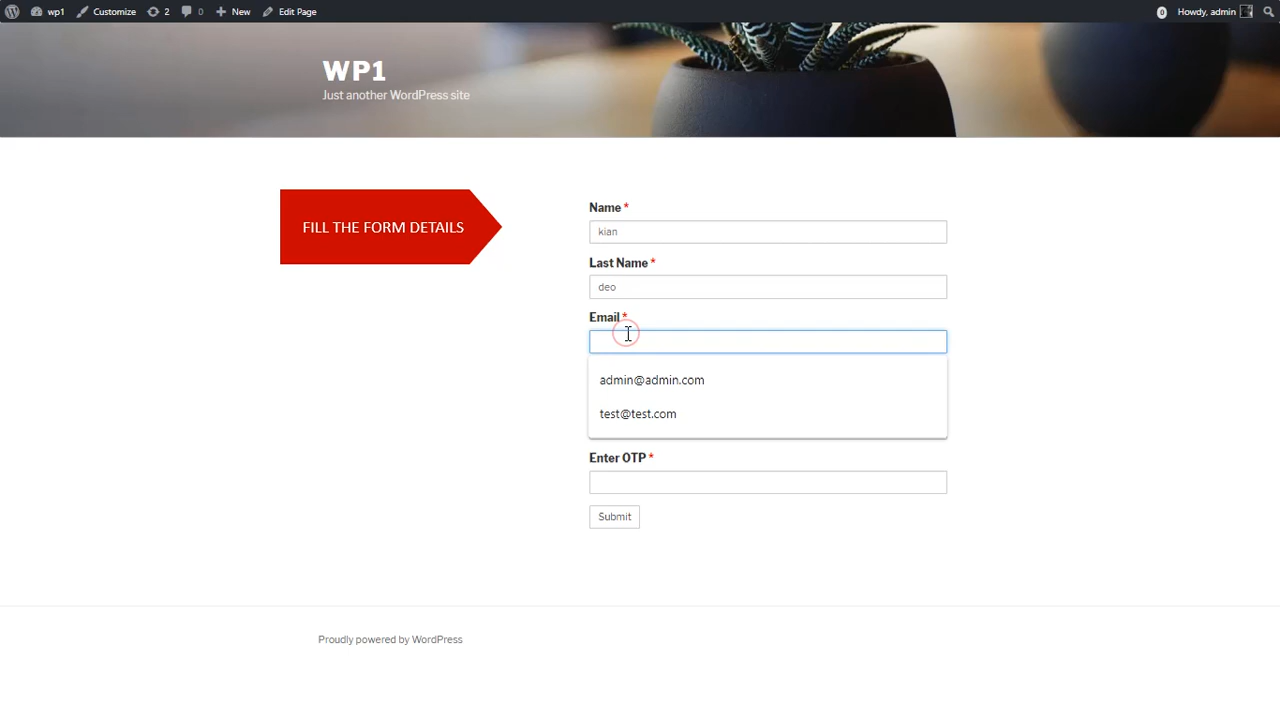 wp1 Customize 2 0 New Edit Page 0 Howdy, admin
WP1
Just another WordPress site
FILL THE FORM DETAILS
Name *
kian
Last Name *
deo
Email *
admin@admin.com
test@test.com
Enter OTP *
Submit
Proudly powered by WordPress